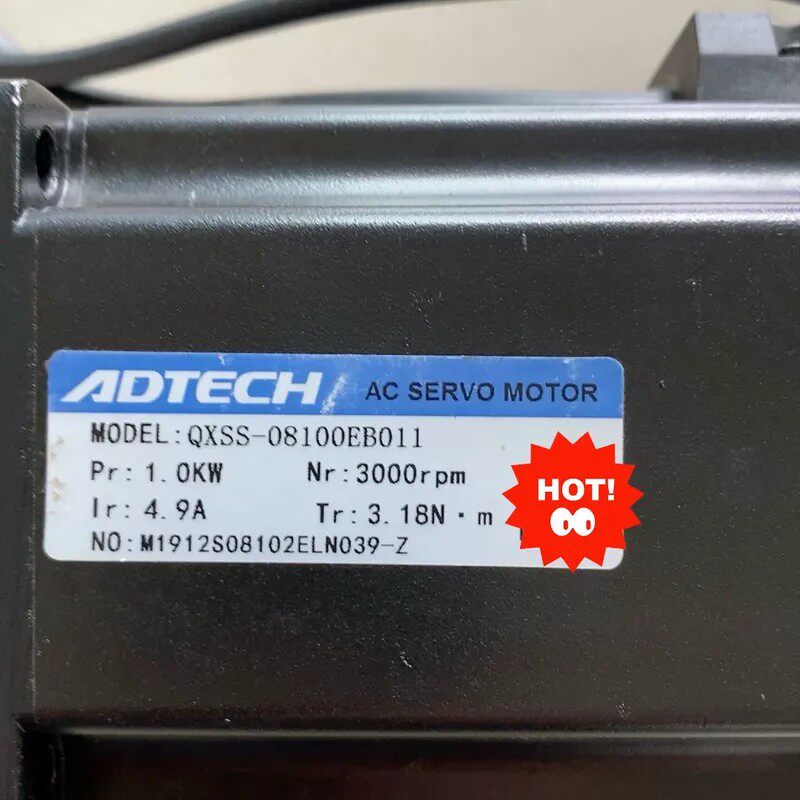 ADTECH AC SERVO MOTOR
MODEL:QXSS-08100EB011
Pr:1.0KW Nr:3000rpm
Ir:4.9A Tr:3.18N·m
NO:M1912S08102ELN039-Z
HOT!